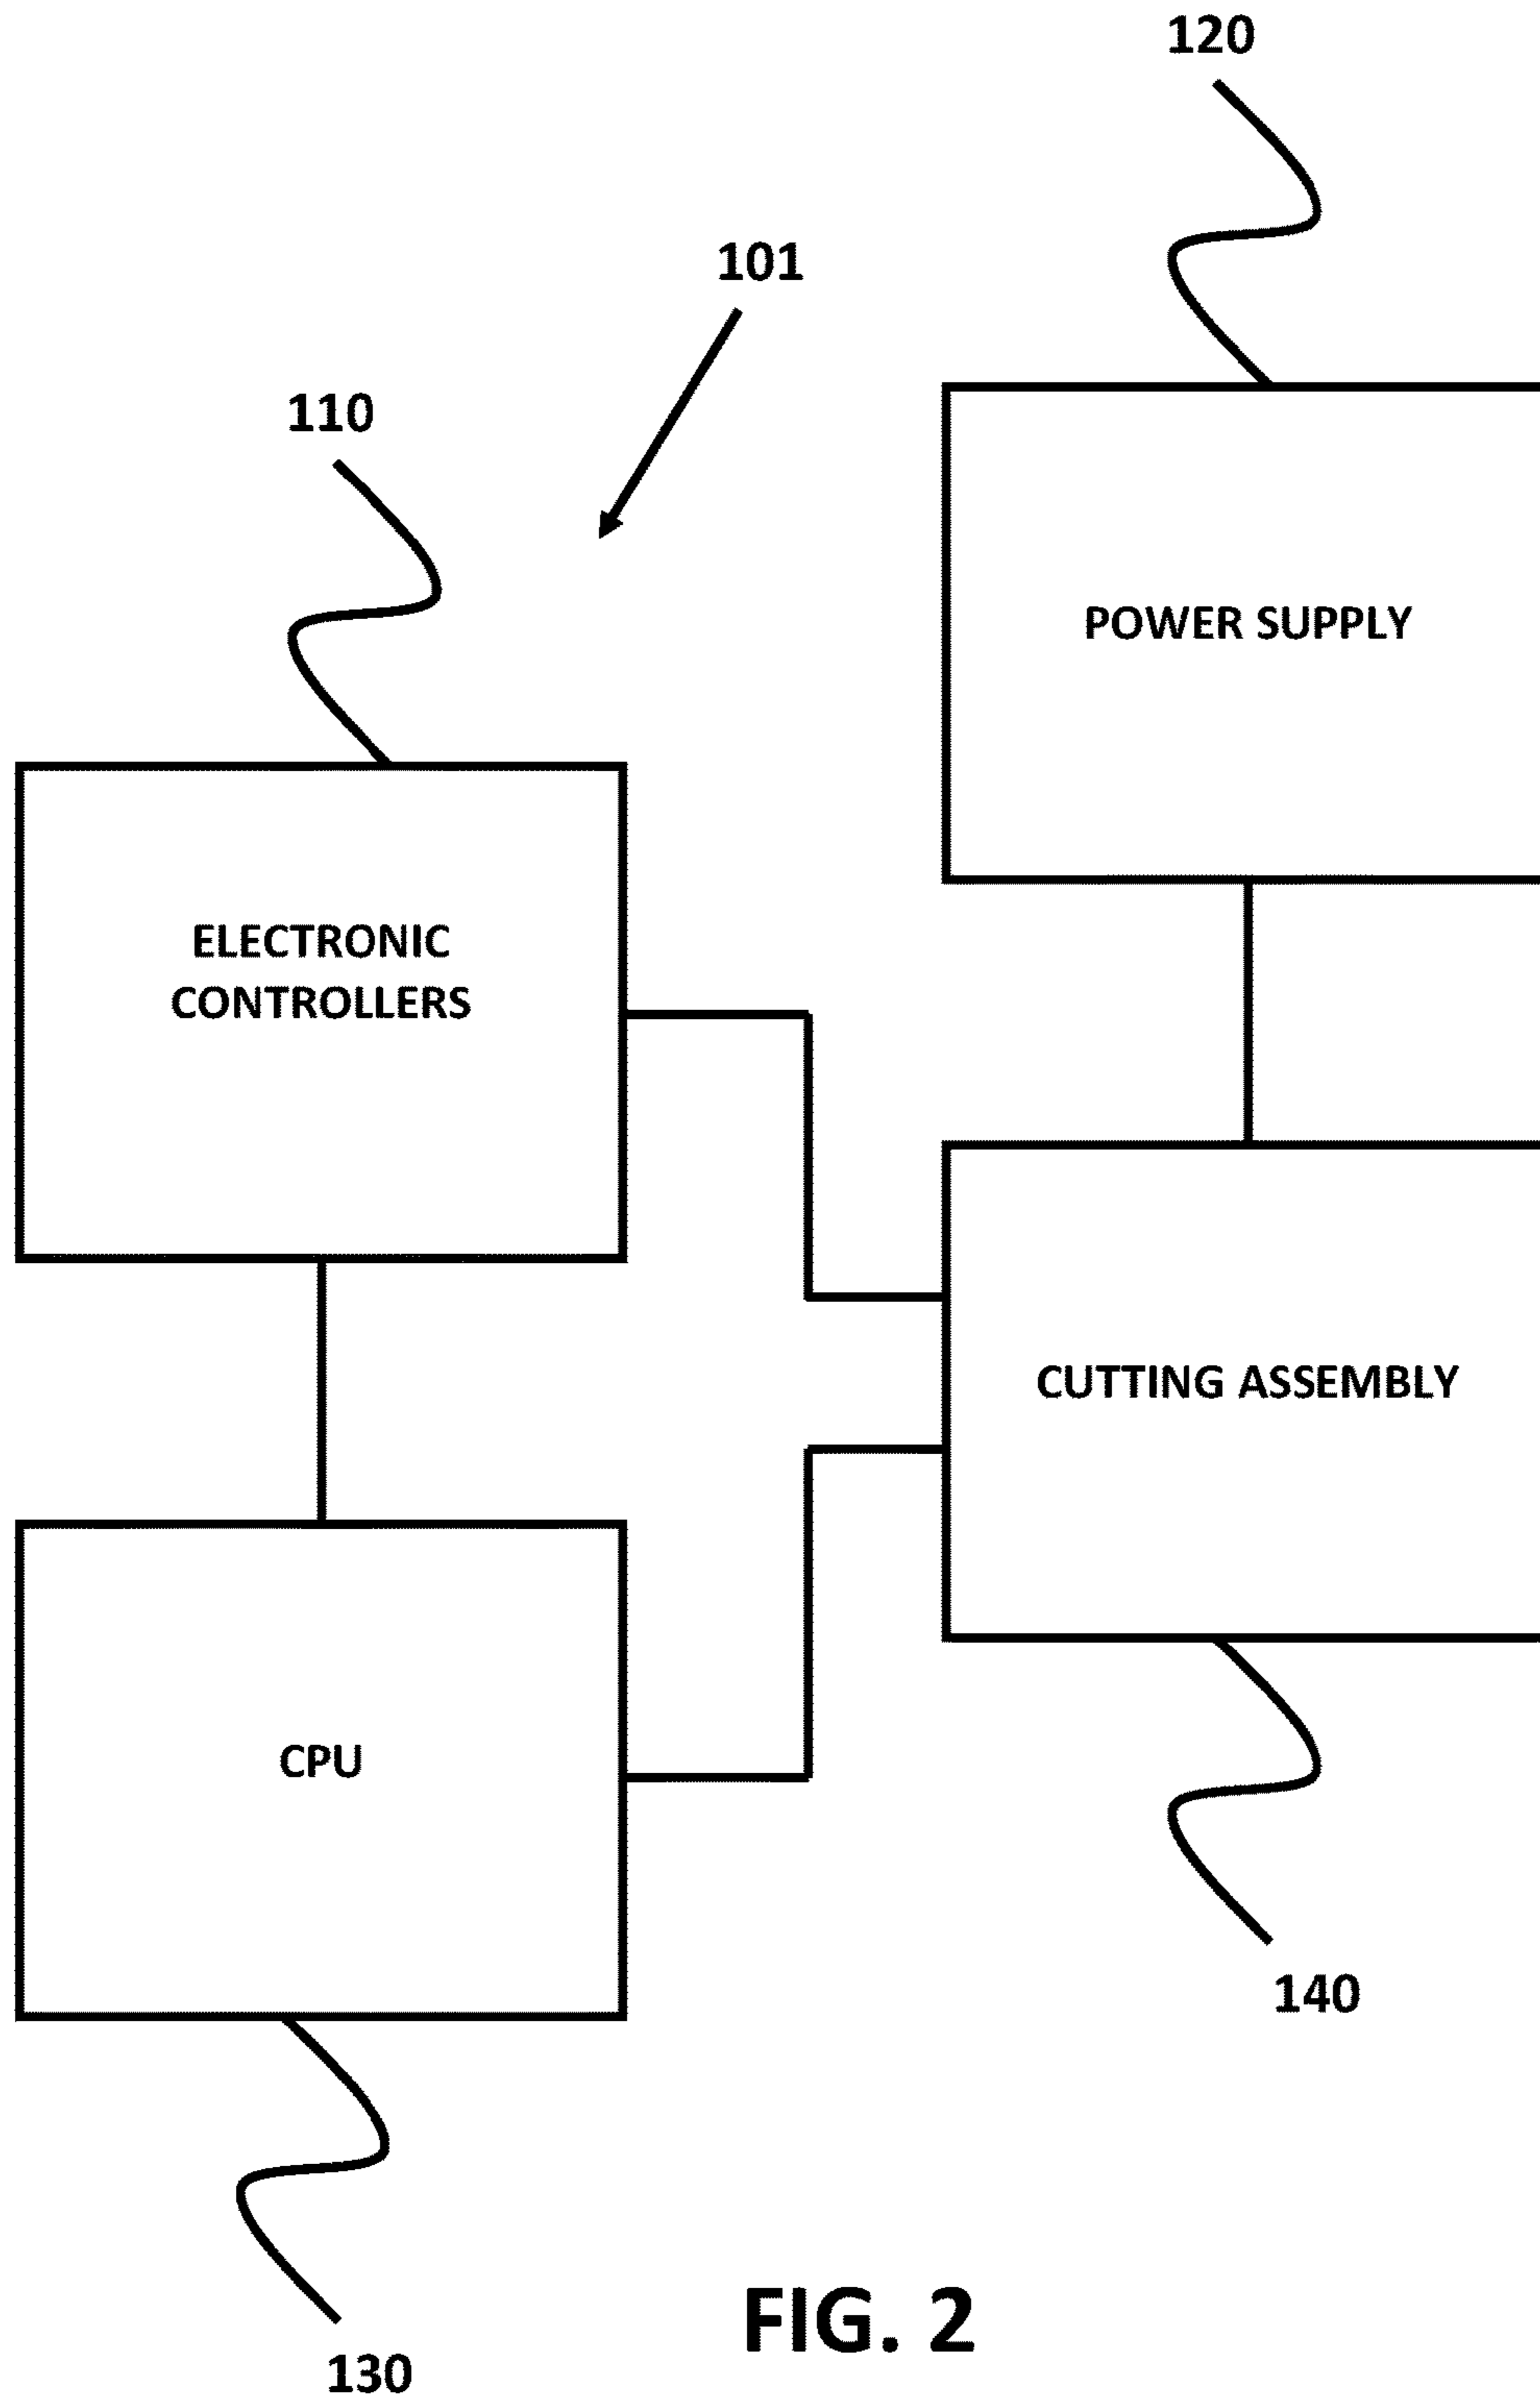 120
101
110
POWER SUPPLY
ELECTRONIC
CONTROLLERS
CUTTING ASSEMBLY
CPU
140
FIG. 2
130